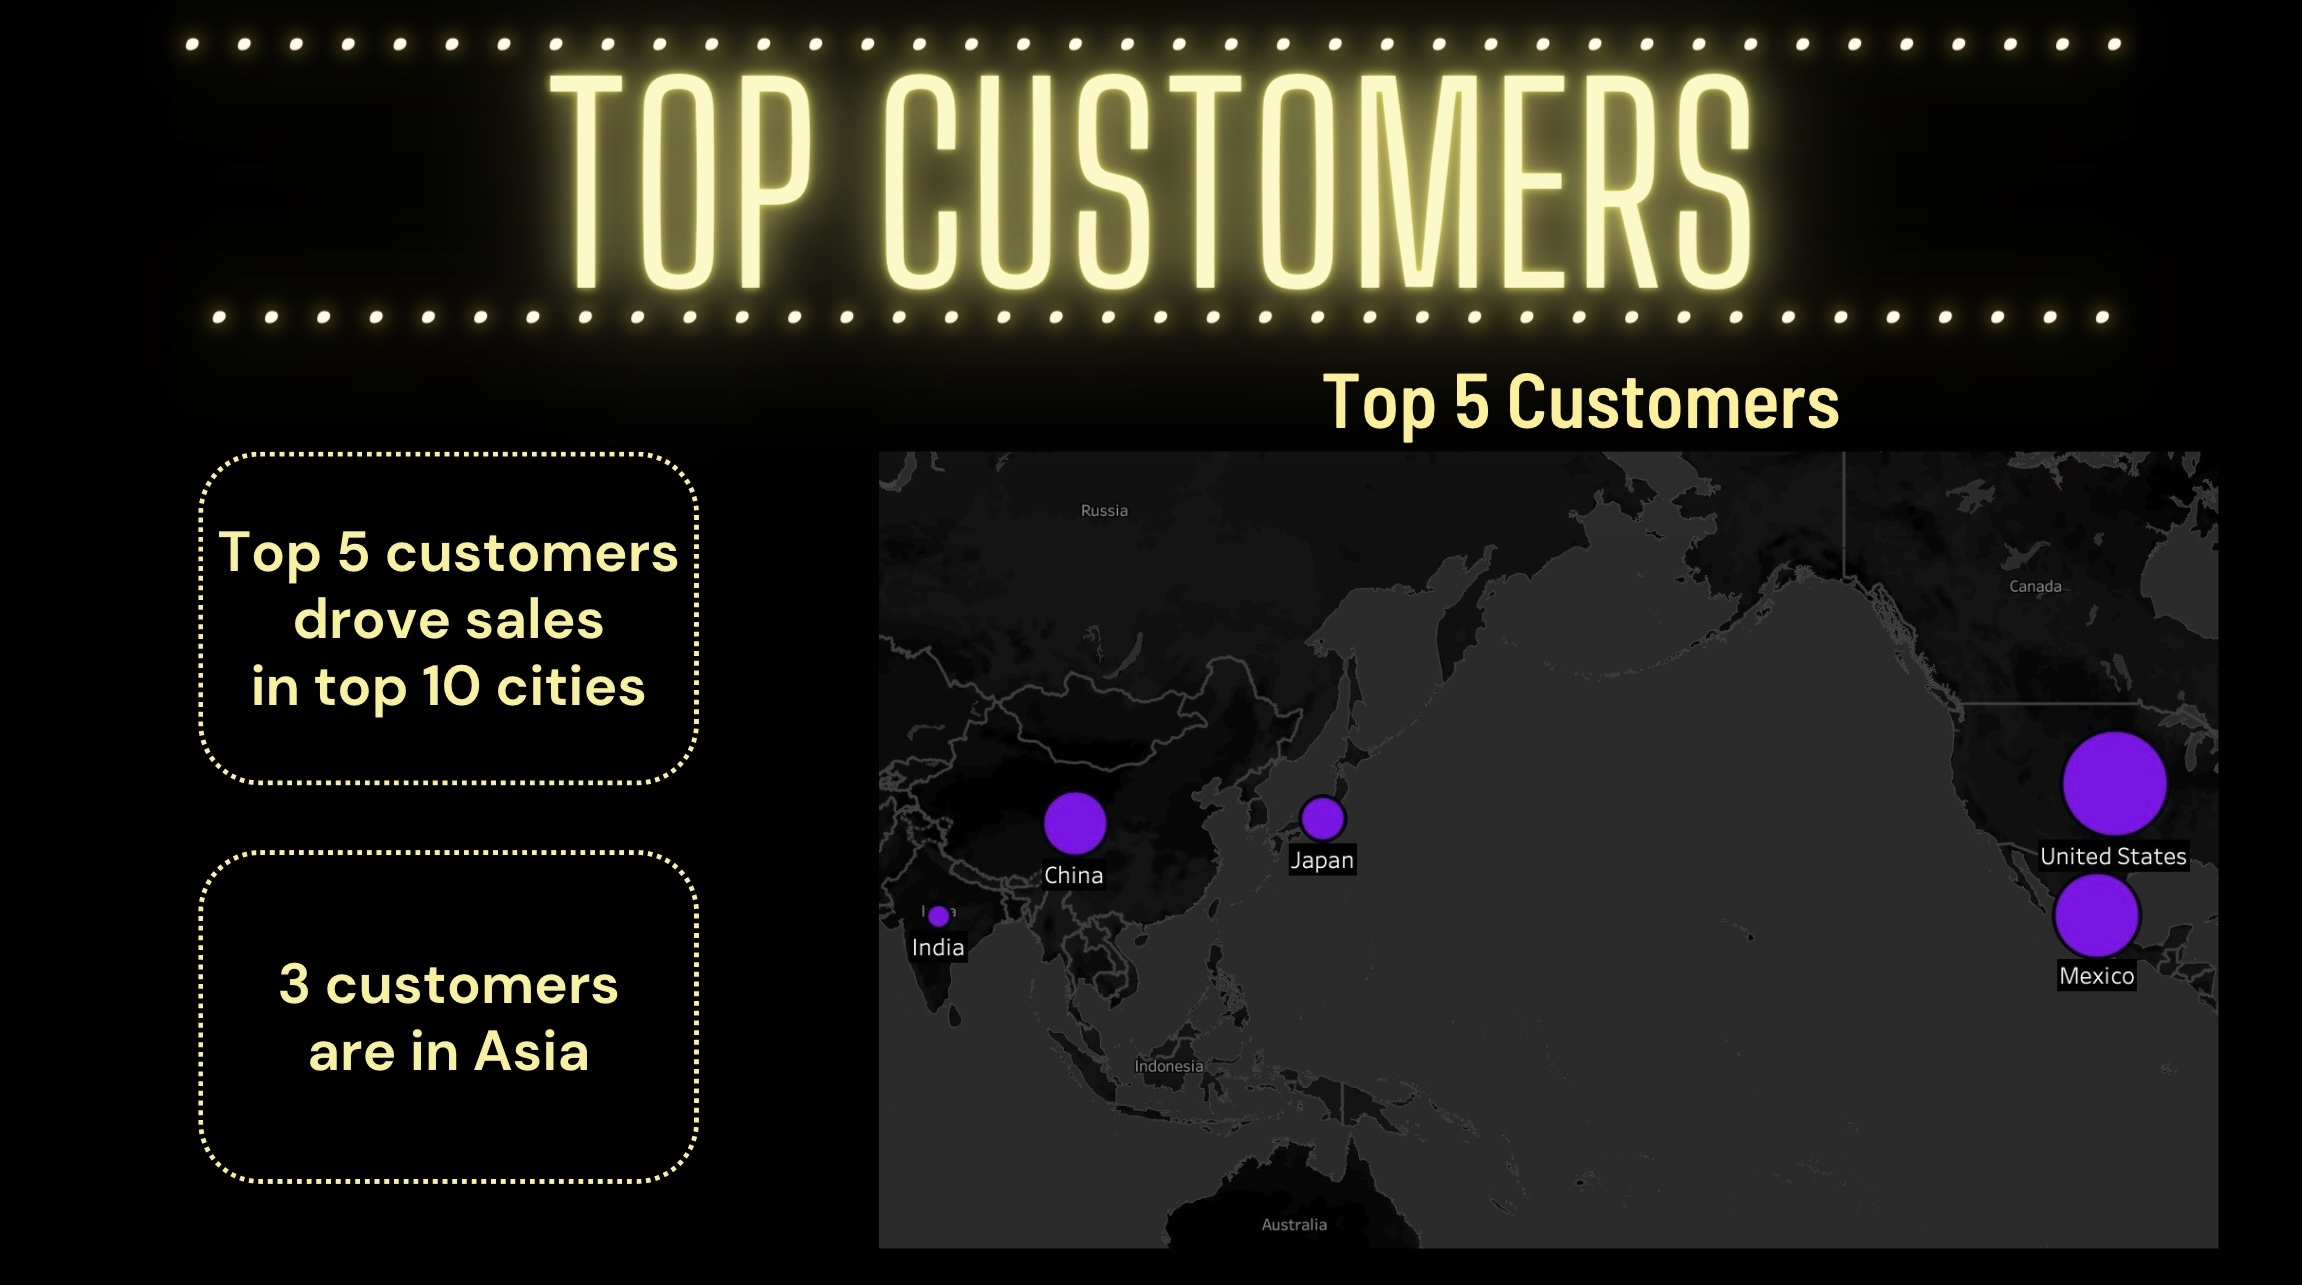 TOP CUSTOMERS
Top 5 Customers
Top 5 customers
drove sales
in top 10 cities
3 customers
are in Asia
Russia
Canada
United States
China
Japan
India
Mexico
Indonesia
Australia